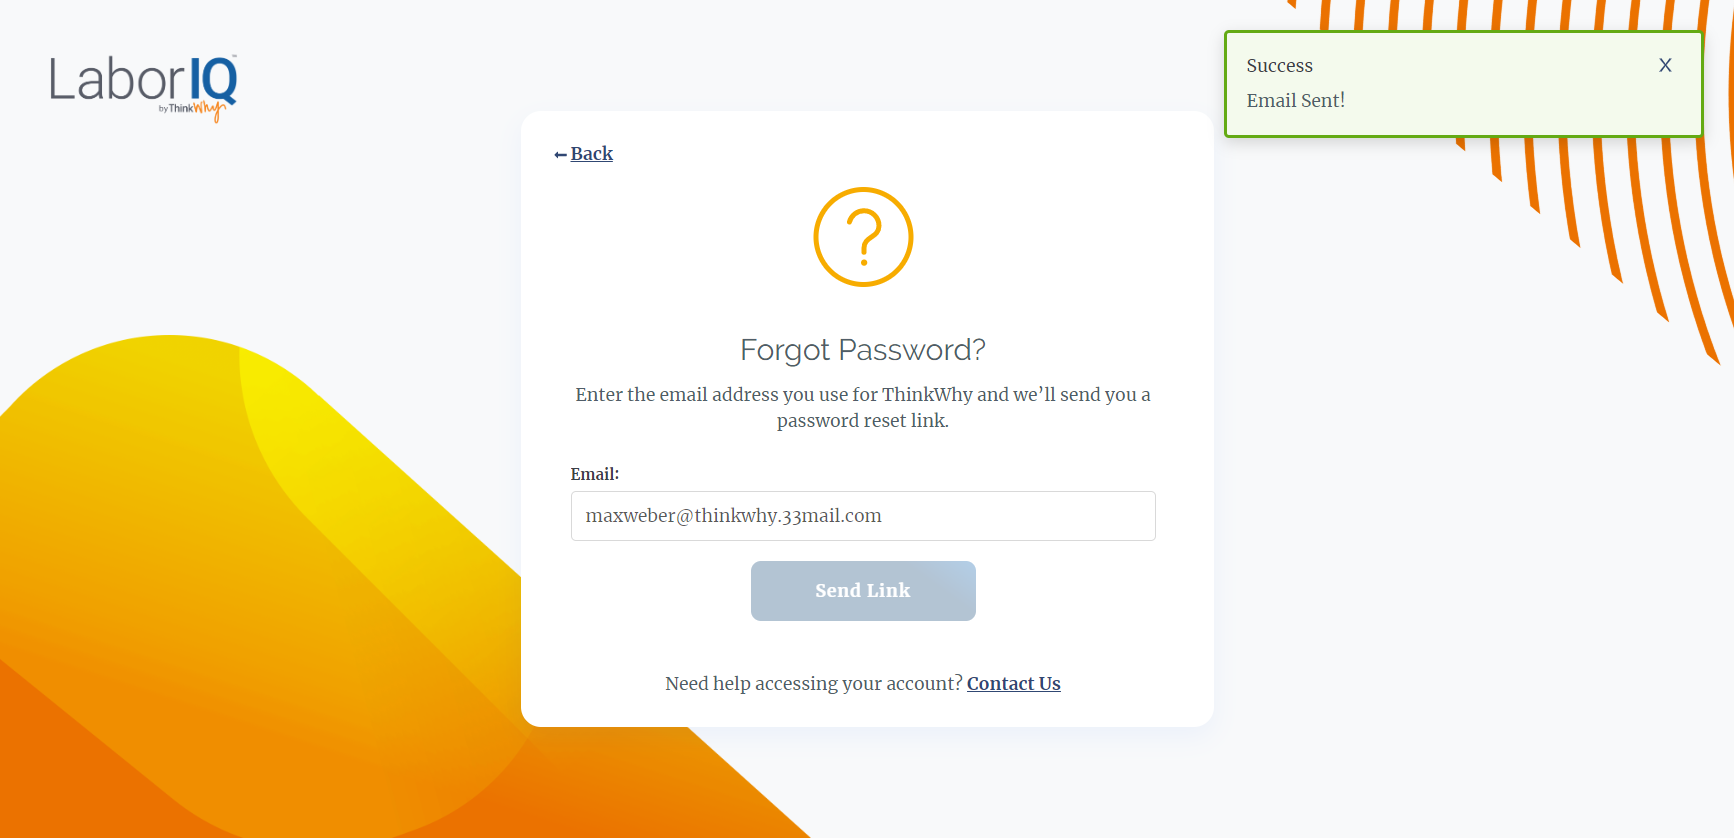 LaborIQ™
by ThinkWhy
Success
X
Email Sent!
Back
?
Forgot Password?
Enter the email address you use for ThinkWhy and we’ll send you a
password reset link.
Email:
maxweber@thinkwhy.33mail.com
Send Link
Need help accessing your account? Contact Us